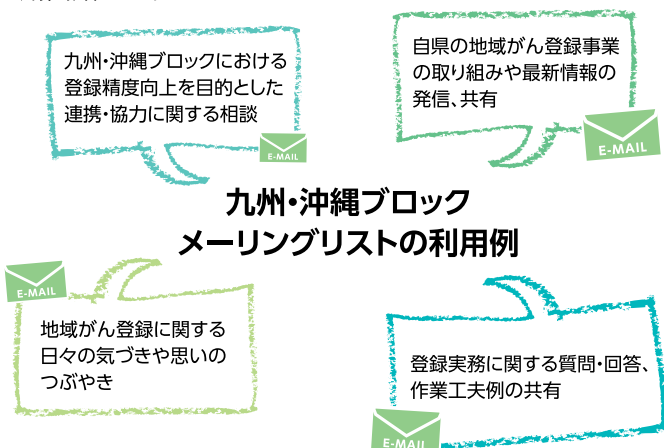 九州・沖縄ブロックにおける
登録精度向上を目的とした
連携・協力に関する相談
E-MAIL
自県の地域がん登録事業
の取り組みや最新情報の
発信、共有
E-MAIL
九州・沖縄ブロック
メーリングリストの利用例
E-MAIL
地域がん登録に関する
日々の気づきや思いの
つぶやき
登録実務に関する質問・回答、
作業工夫例の共有
E-MAIL